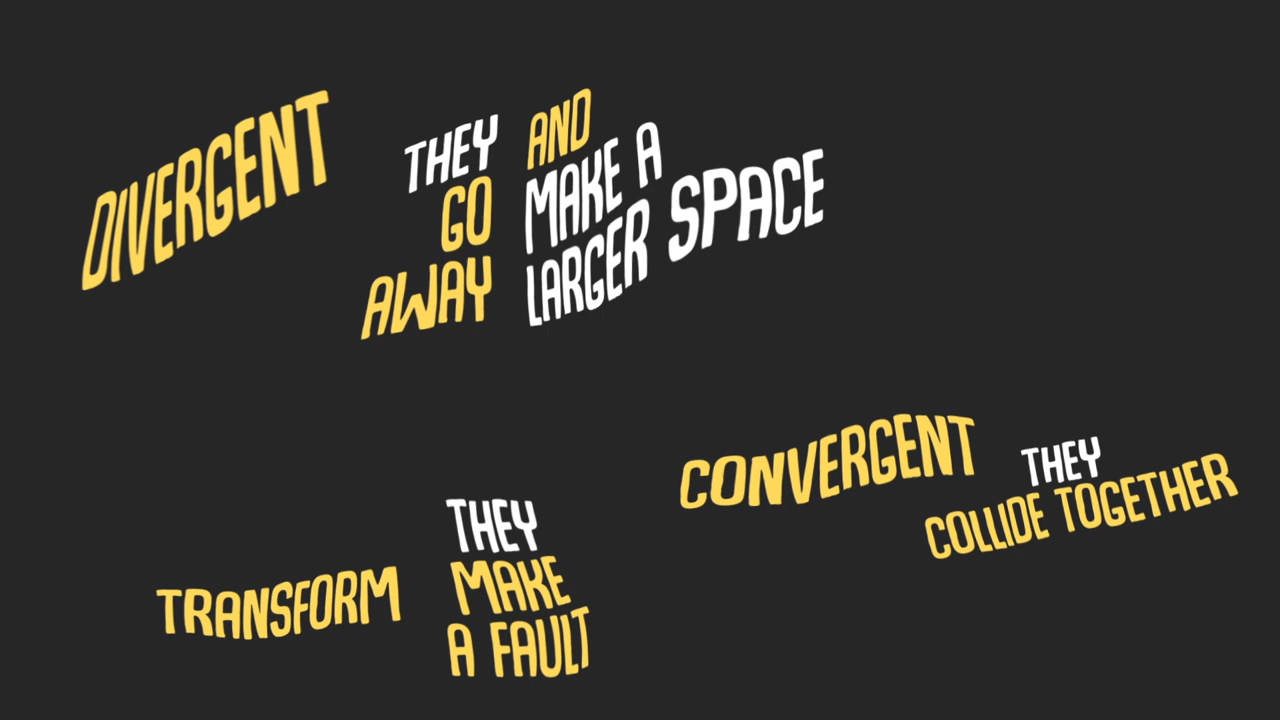 DIVERGENT
THEY
GO
AWAY
AND
MAKE A
LARGER SPACE
CONVERGENT
THEY
COLLIDE TOGETHER
TRANSFORM
THEY
MAKE
A FAULT